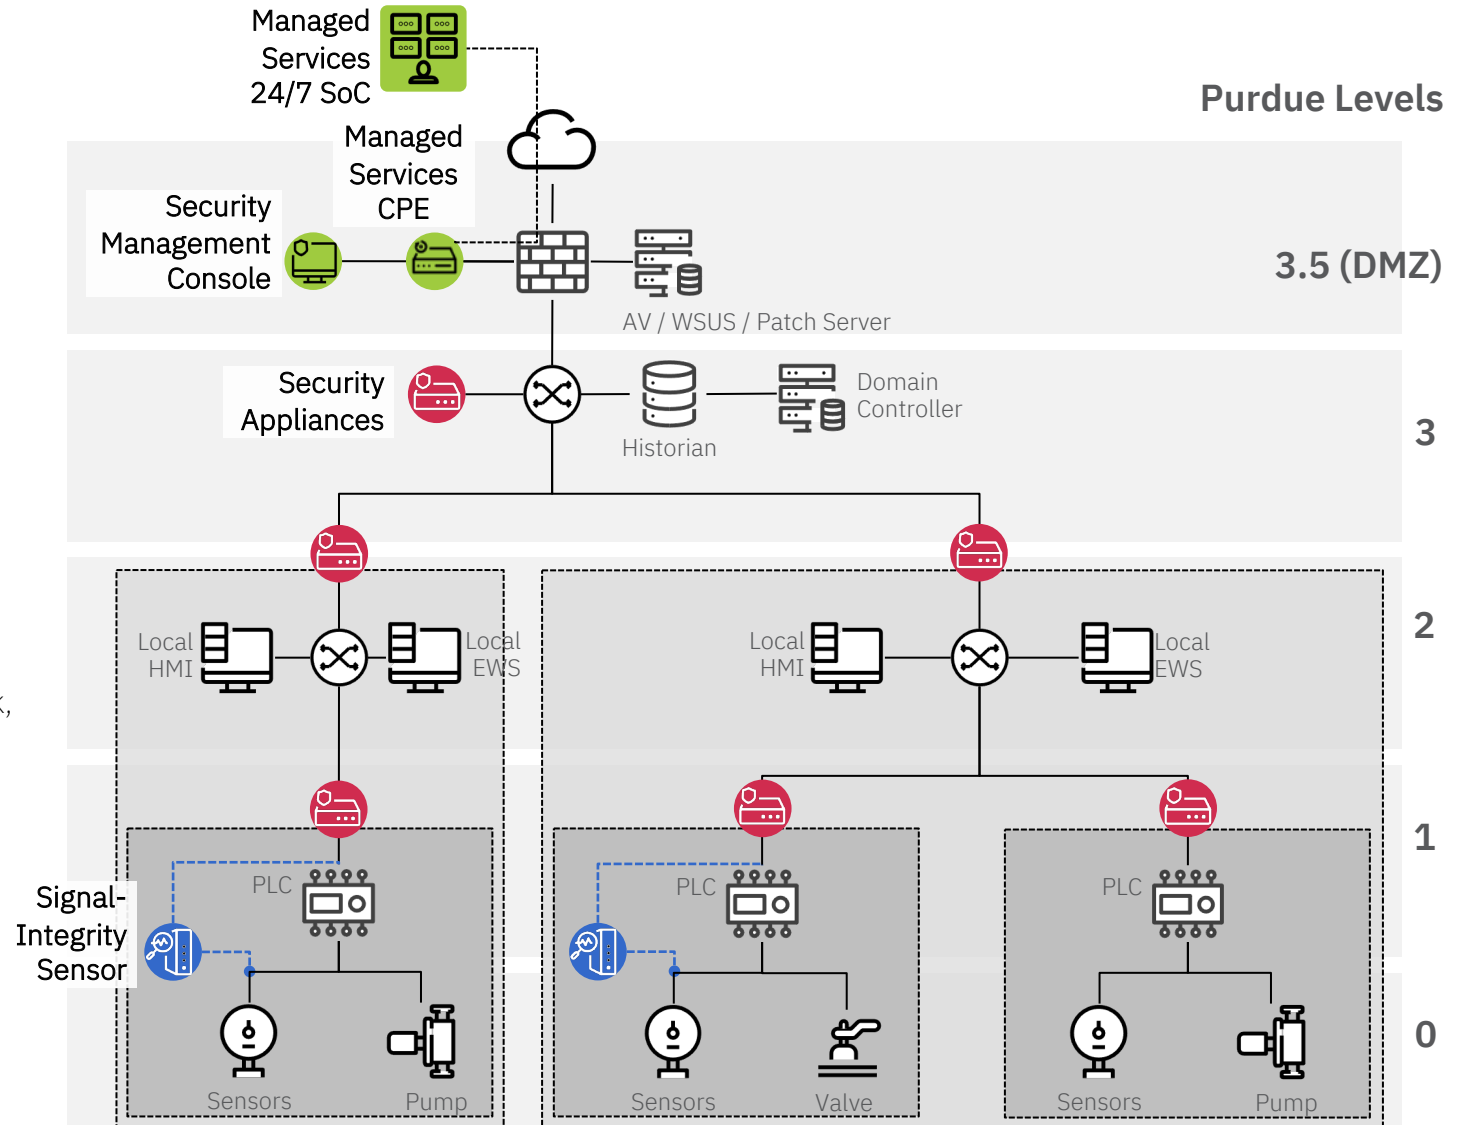 Managed
Services
24/7 SoC
Purdue Levels
Managed
Services
CPE
Security
Management
Console
3.5 (DMZ)
AV / WSUS / Patch Server
Security
Appliances
Domain
Controller
Historian
3
Local
HMI
Local
EWS
Local
HMI
Local
EWS
2
PLC
PLC
PLC
1
Signal-
Integrity
Sensor
0
Sensors
Pump
Sensors
Valve
Sensors
Pump